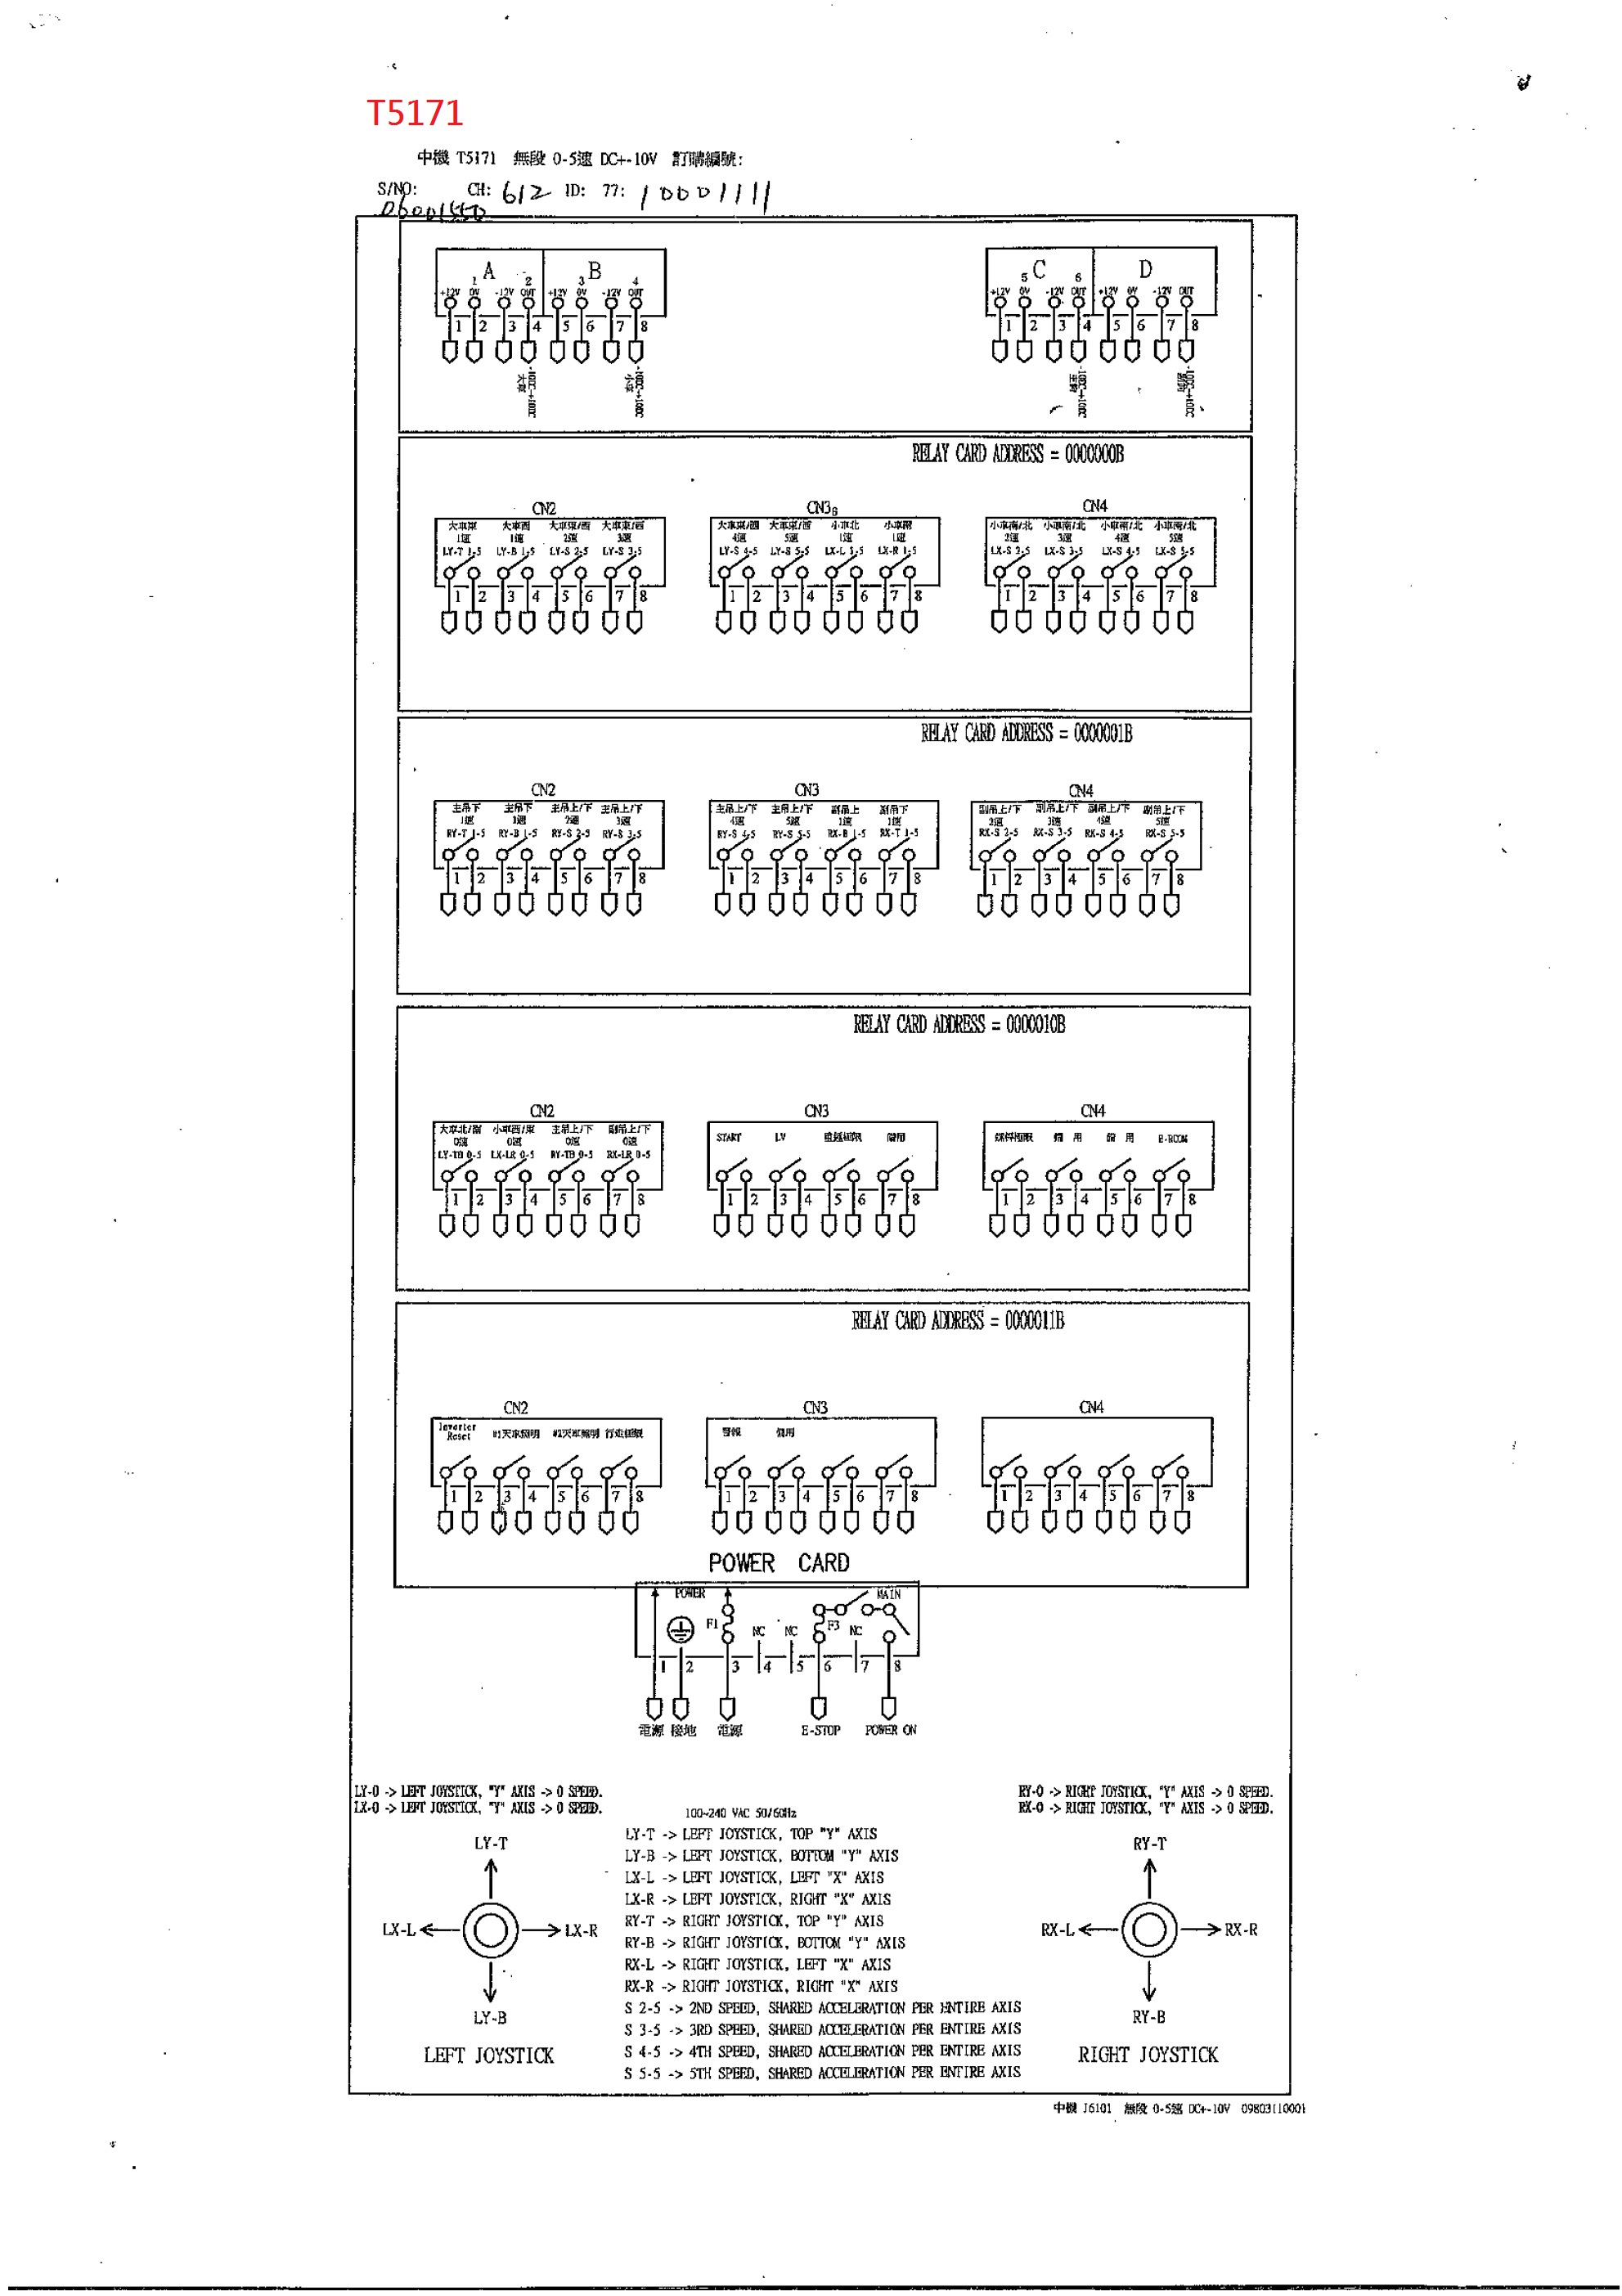 T5171
中機 T5171 無段 0-5速 DC+-10V 訂購編號:
S/NO: CH: 612 ID: 77: 10001111
A B
1 2 3 4
+12V 0V -12V OUT +12V 0V -12V OUT
1 2 3 4 5 6 7 8
大車 小車
C D
5 6
+12V 0V -12V OUT +12V 0V -12V OUT
1 2 3 4 5 6 7 8
RELAY CARD ADDRESS = 0000000B
CN2
大車東 大車西 大車東/西 大車東/西
1速 1速 2速 3速
LY-T 1-5 LY-B 1-5 LY-S 2-5 LY-S 3-5
1 2 3 4 5 6 7 8
CN3
大車東/西 大車東/西 小車北 小車南
4速 5速 1速 1速
LY-S 4-5 LY-S 5-5 LX-L 1-5 LX-R 1-5
1 2 3 4 5 6 7 8
CN4
小車南/北 小車南/北 小車南/北 小車南/北
2速 3速 4速 5速
LX-S 2-5 LX-S 3-5 LX-S 4-5 LX-S 5-5
1 2 3 4 5 6 7 8
RELAY CARD ADDRESS = 0000001B
CN2
主吊下 主吊下 主吊上/下 主吊上/下
1速 1速 2速 3速
RY-T 1-5 RY-B 1-5 RY-S 2-5 RY-S 3-5
1 2 3 4 5 6 7 8
CN3
主吊上/下 主吊上/下 副吊上 副吊下
4速 5速 1速 1速
RY-S 4-5 RY-S 5-5 RX-B 1-5 RX-T 1-5
1 2 3 4 5 6 7 8
CN4
副吊上/下 副吊上/下 副吊上/下 副吊上/下
2速 3速 4速 5速
RX-S 2-5 RX-S 3-5 RX-S 4-5 RX-S 5-5
1 2 3 4 5 6 7 8
RELAY CARD ADDRESS = 0000010B
CN2
大車北/南 小車西/東 主吊上/下 副吊上/下
0速 0速 0速 0速
LY-TB 0-5 LX-LR 0-5 RY-TB 0-5 RX-LR 0-5
1 2 3 4 5 6 7 8
CN3
START LV 備用
1 2 3 4 5 6 7 8
CN4
備 用 備 用 E-ROOM
1 2 3 4 5 6 7 8
RELAY CARD ADDRESS = 0000011B
CN2
Inverter
Reset #1天車照明 #2天車照明 行走極限
1 2 3 4 5 6 7 8
CN3
警報 備用
1 2 3 4 5 6 7 8
CN4
1 2 3 4 5 6 7 8
POWER CARD
POWER MAIN
F1 NC NC F3 NC
1 2 3 4 5 6 7 8
電源 接地 電源 E-STOP POWER ON
LY-0 -> LEFT JOYSTICK, "Y" AXIS -> 0 SPEED.
LX-0 -> LEFT JOYSTICK, "Y" AXIS -> 0 SPEED.
RY-0 -> RIGHT JOYSTICK, "Y" AXIS -> 0 SPEED.
RX-0 -> RIGHT JOYSTICK, "Y" AXIS -> 0 SPEED.
100~240 VAC 50/60Hz
LY-T -> LEFT JOYSTICK, TOP "Y" AXIS
LY-B -> LEFT JOYSTICK, BOTTOM "Y" AXIS
LX-L -> LEFT JOYSTICK, LEFT "X" AXIS
LX-R -> LEFT JOYSTICK, RIGHT "X" AXIS
RY-T -> RIGHT JOYSTICK, TOP "Y" AXIS
RY-B -> RIGHT JOYSTICK, BOTTOM "Y" AXIS
RX-L -> RIGHT JOYSTICK, LEFT "X" AXIS
RX-R -> RIGHT JOYSTICK, RIGHT "X" AXIS
S 2-5 -> 2ND SPEED, SHARED ACCELERATION PER ENTIRE AXIS
S 3-5 -> 3RD SPEED, SHARED ACCELERATION PER ENTIRE AXIS
S 4-5 -> 4TH SPEED, SHARED ACCELERATION PER ENTIRE AXIS
S 5-5 -> 5TH SPEED, SHARED ACCELERATION PER ENTIRE AXIS
LY-T
LX-L LX-R
LY-B
LEFT JOYSTICK
RY-T
RX-L RX-R
RY-B
RIGHT JOYSTICK
中機 J6101 無段 0-5速 DC+-10V 09803110001